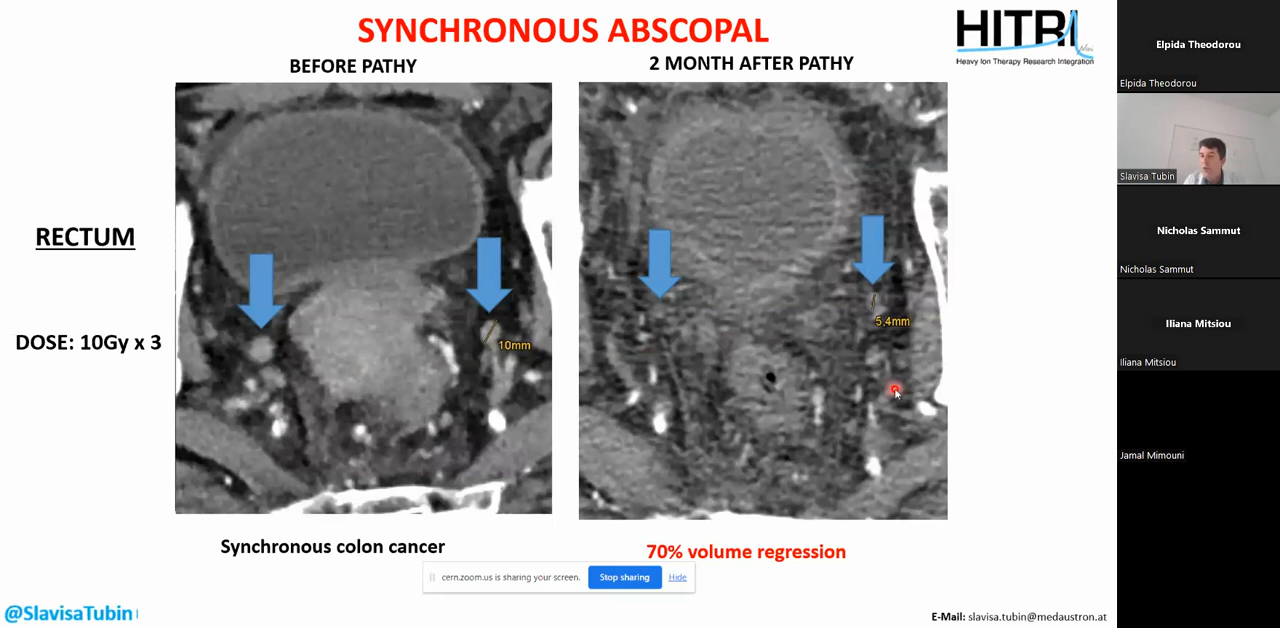 SYNCHRONOUS ABSCOPAL
HITRI
Heavy Ion Therapy Research Integration
BEFORE PATHY
2 MONTH AFTER PATHY
RECTUM
DOSE: 10Gy x 3
10mm
5,4mm
Synchronous colon cancer
70% volume regression
cern.zoom.us is sharing your screen.
Stop sharing
Hide
@SlavisaTubin
E-Mail: slavisa.tubin@medaustron.at
Elpida Theodorou
Elpida Theodorou
Slavisa Tubin
Nicholas Sammut
Nicholas Sammut
Iliana Mitsiou
Iliana Mitsiou
Jamal Mimouni